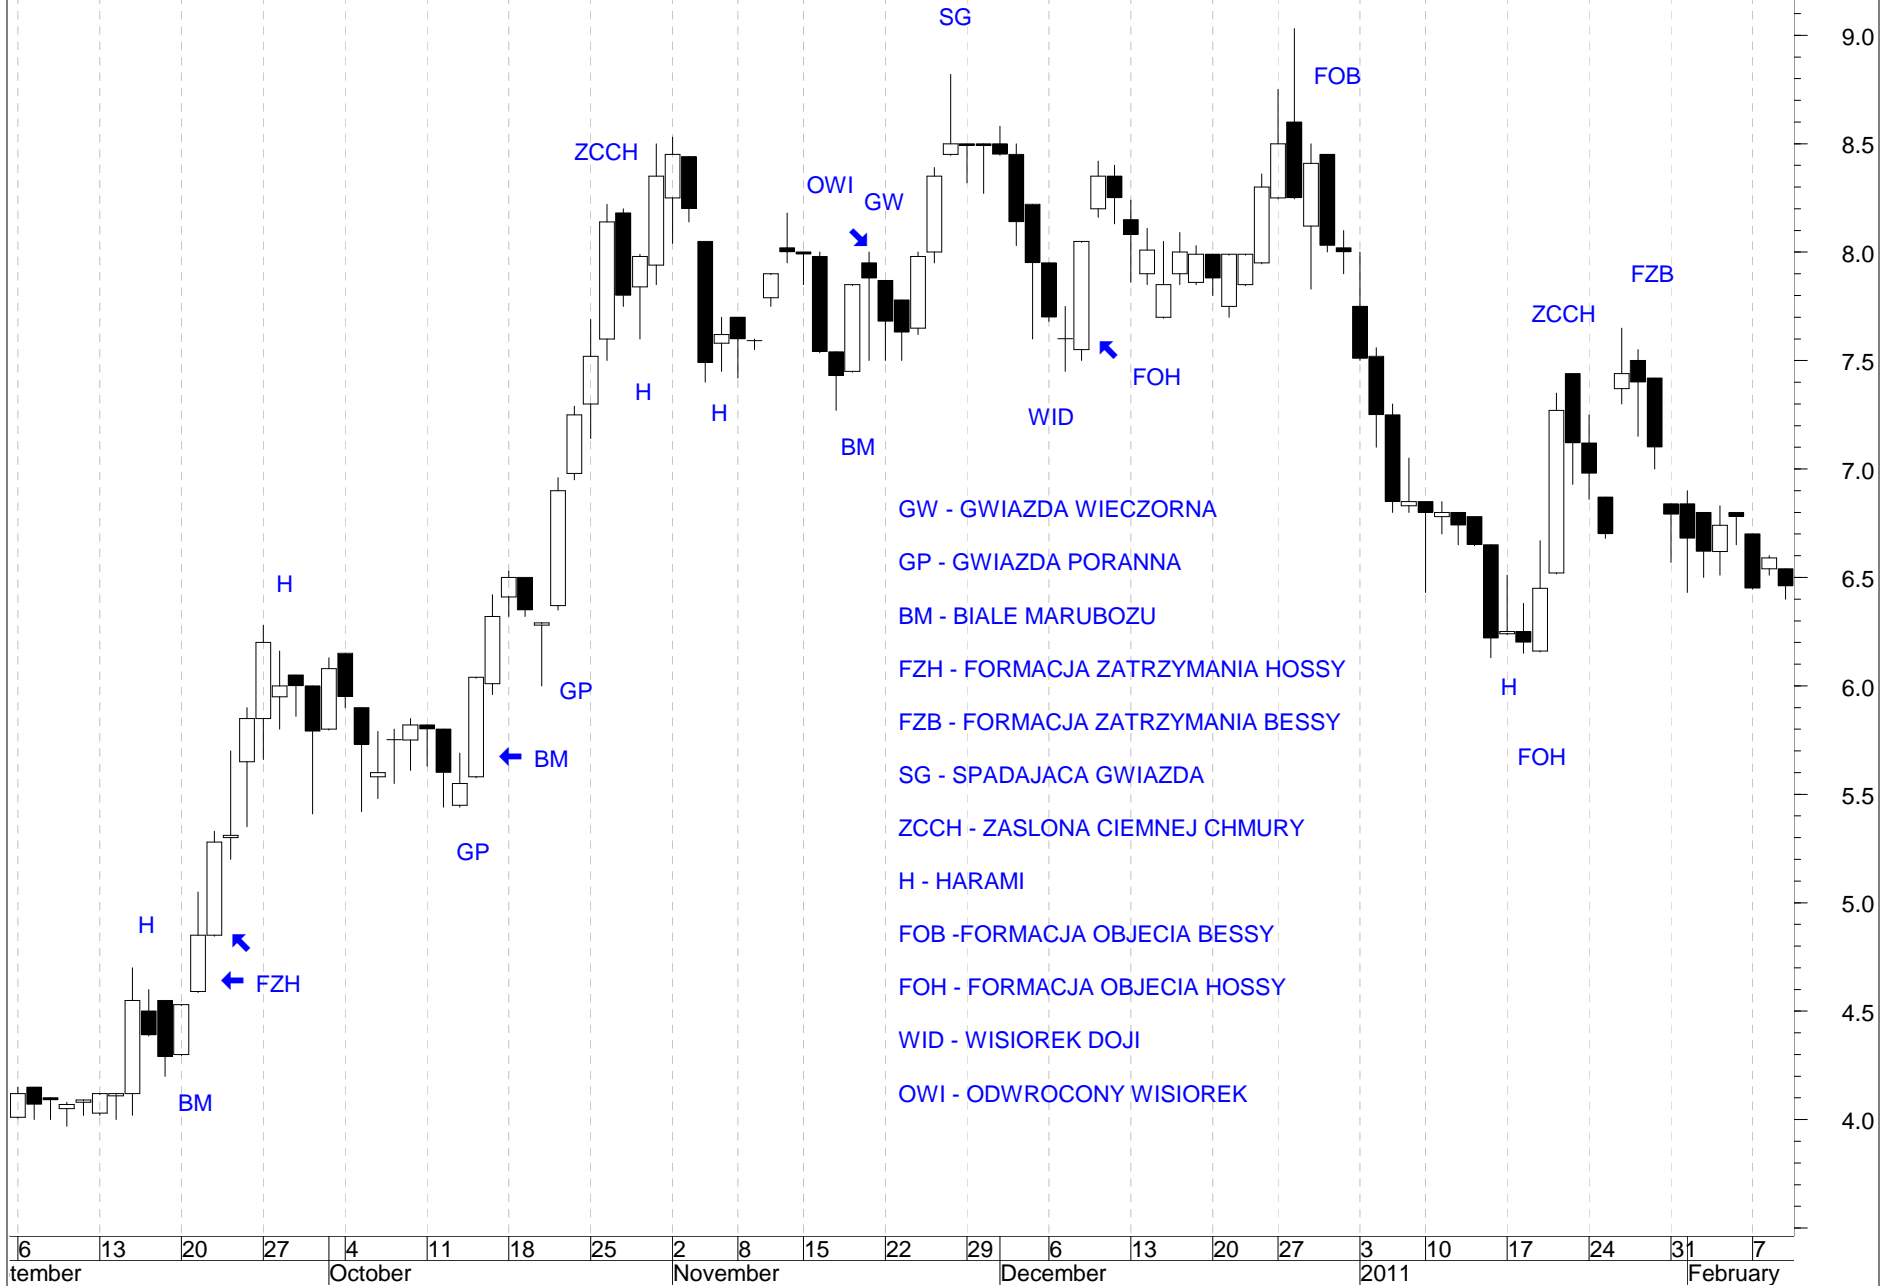 SG
9.0
FOB
8.5
ZCCH
OWI
GW
8.0
FZB
ZCCH
7.5
FOH
H
H
WID
BM
7.0
GW - GWIAZDA WIECZORNA
GP - GWIAZDA PORANNA
H
6.5
BM - BIALE MARUBOZU
FZH - FORMACJA ZATRZYMANIA HOSSY
GP
H
6.0
FZB - FORMACJA ZATRZYMANIA BESSY
BM
FOH
SG - SPADAJACA GWIAZDA
5.5
ZCCH - ZASLONA CIEMNEJ CHMURY
GP
H - HARAMI
5.0
H
FOB -FORMACJA OBJECIA BESSY
FZH
FOH - FORMACJA OBJECIA HOSSY
4.5
WID - WISIOREK DOJI
BM
OWI - ODWROCONY WISIOREK
4.0
6 13 20 27 4 11 18 25 2 8 15 22 29 6 13 20 27 3 10 17 24 31 7
tember October November December 2011 February